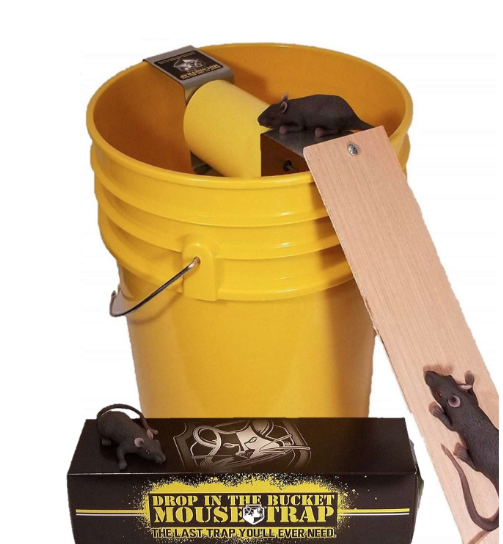 DROP IN THE BUCKET
MOUSE TRAP
THE LAST TRAP YOU'LL EVER NEED.